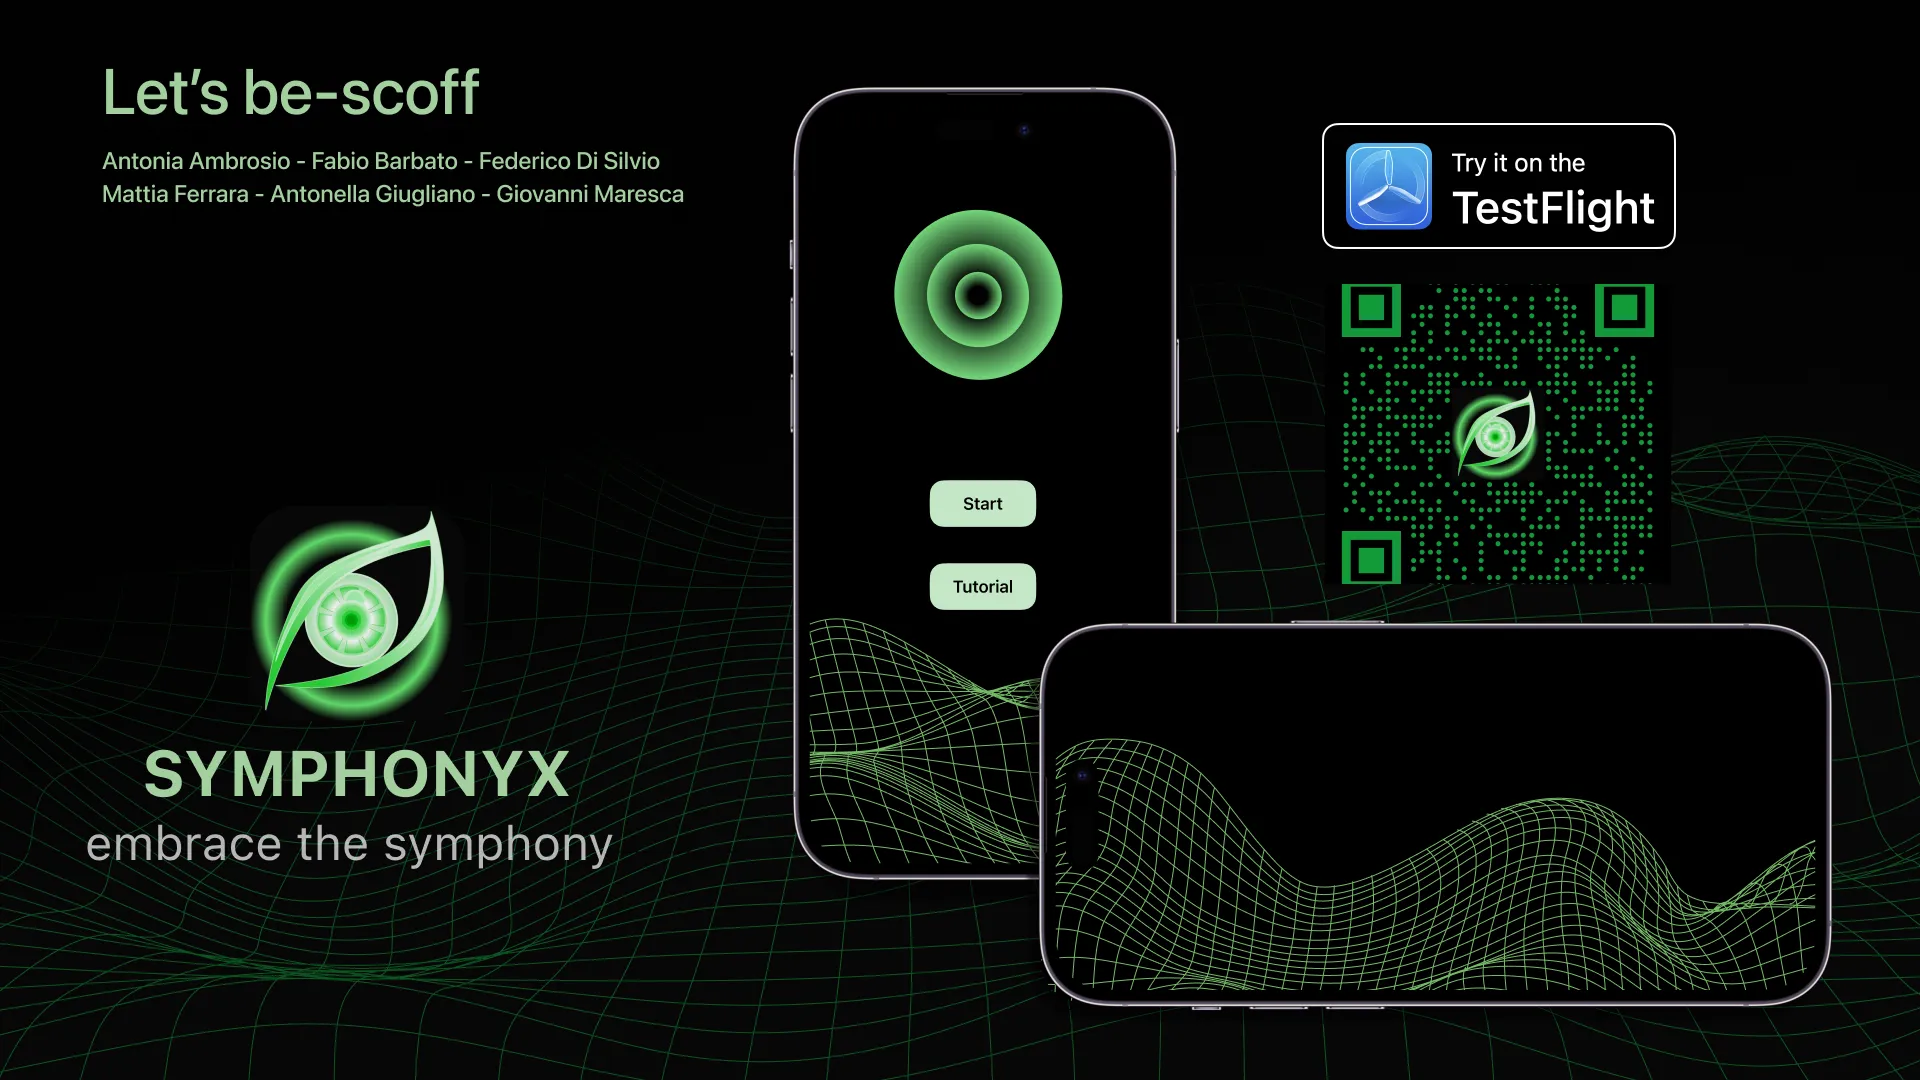 Let's be-scoff
Antonia Ambrosio - Fabio Barbato - Federico Di Silvio
Mattia Ferrara - Antonella Giugliano - Giovanni Maresca
Try it on the
TestFlight
Start
Tutorial
SYMPHONYX
embrace the symphony